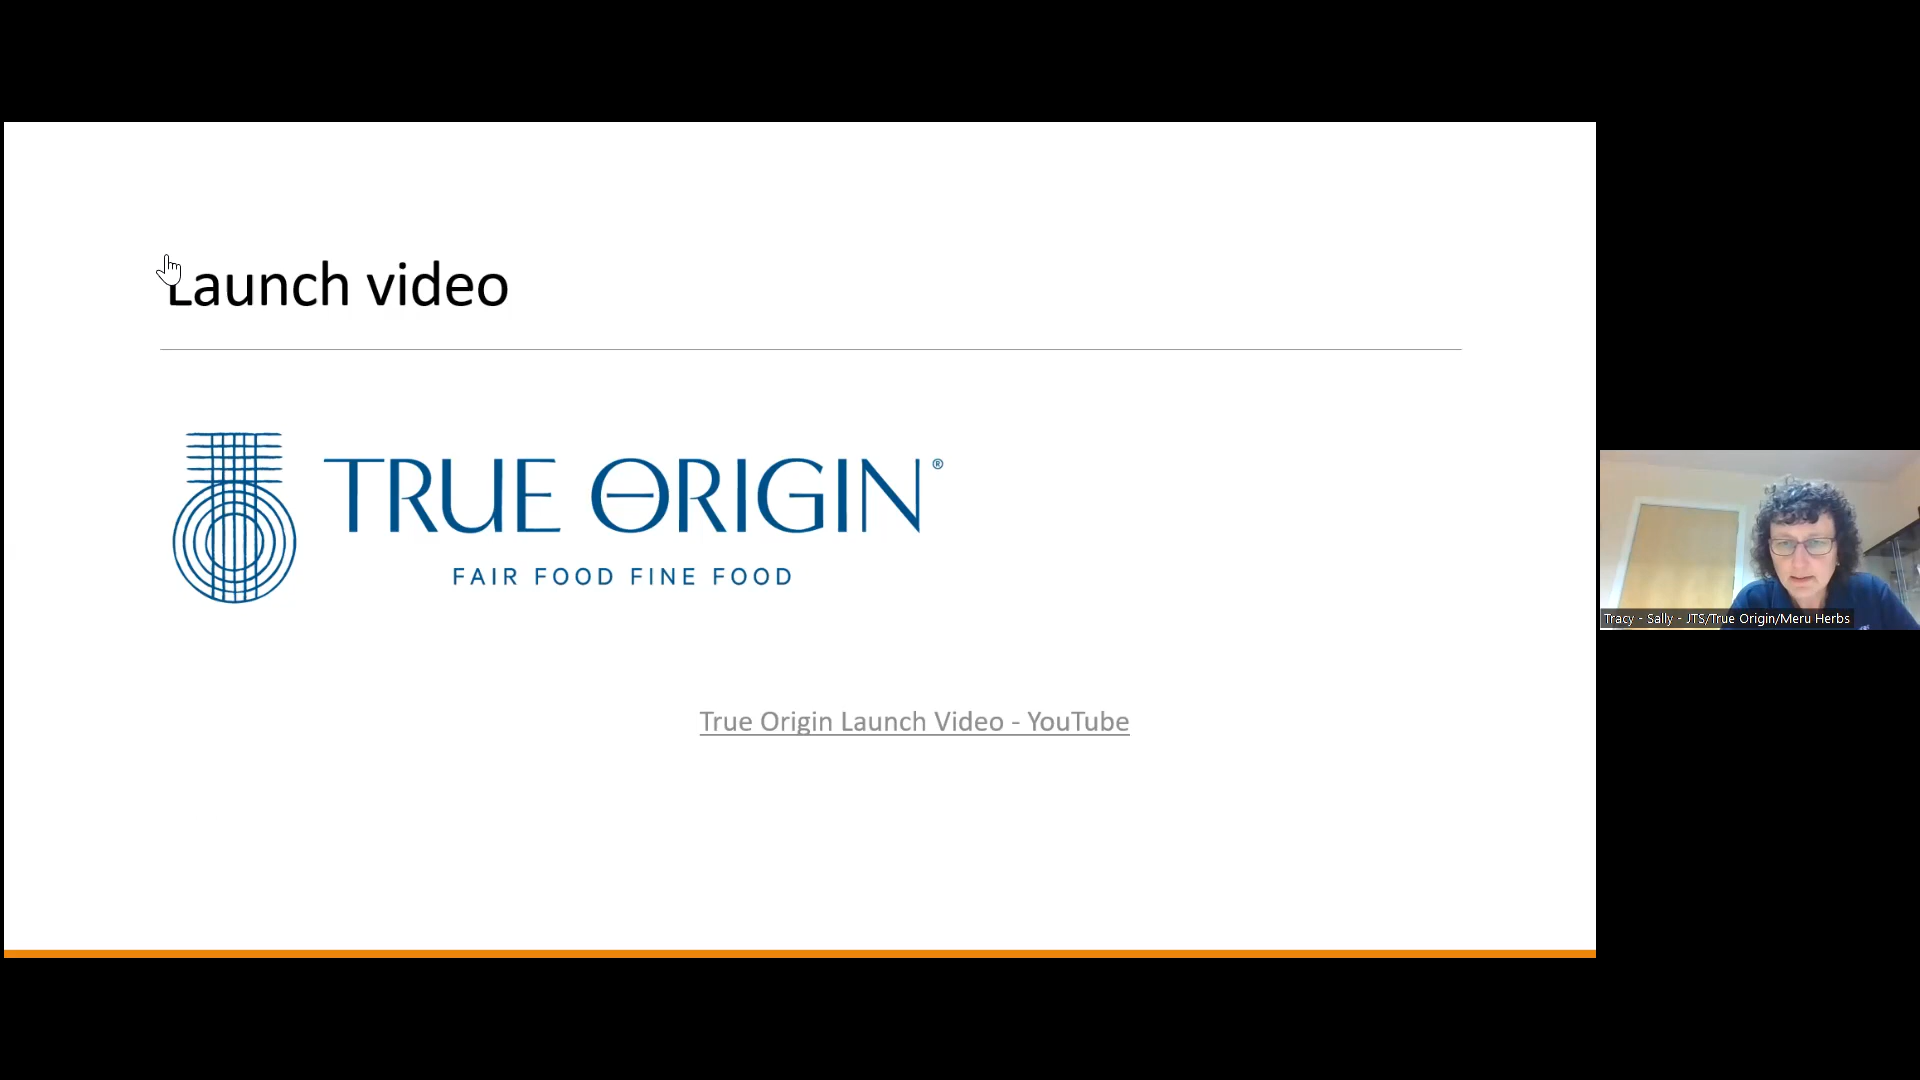 Launch video
TRUE ORIGIN®
FAIR FOOD FINE FOOD
True Origin Launch Video - YouTube
Tracy - Sally - JTS/True Origin/Meru Herbs